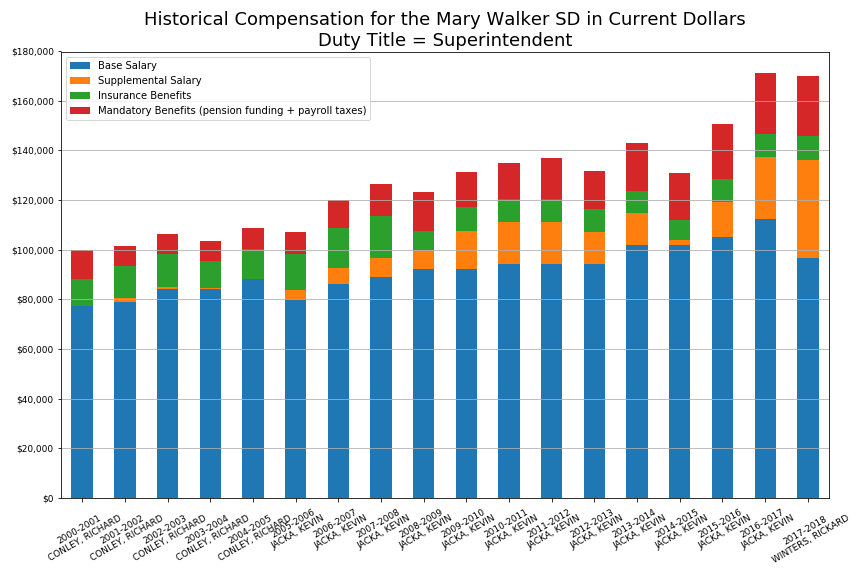 Historical Compensation for the Mary Walker SD in Current Dollars
Duty Title = Superintendent
Base Salary
Supplemental Salary
Insurance Benefits
Mandatory Benefits (pension funding + payroll taxes)
$180,000
$160,000
$140,000
$120,000
$100,000
$80,000
$60,000
$40,000
$20,000
$0
2000-2001
CONLEY, RICHARD
2001-2002
CONLEY, RICHARD
2002-2003
CONLEY, RICHARD
2003-2004
CONLEY, RICHARD
2004-2005
CONLEY, RICHARD
2005-2006
JACKA, KEVIN
2006-2007
JACKA, KEVIN
2007-2008
JACKA, KEVIN
2008-2009
JACKA, KEVIN
2009-2010
JACKA, KEVIN
2010-2011
JACKA, KEVIN
2011-2012
JACKA, KEVIN
2012-2013
JACKA, KEVIN
2013-2014
JACKA, KEVIN
2014-2015
JACKA, KEVIN
2015-2016
JACKA, KEVIN
2016-2017
JACKA, KEVIN
2017-2018
WINTERS, RICKARD